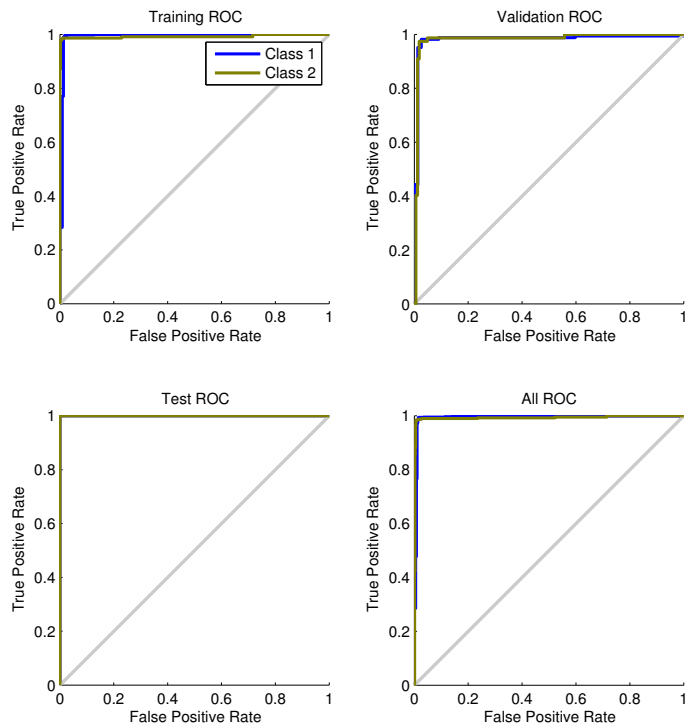 Training ROC
1
0.8
0.6
0.4
0.2
0
True Positive Rate
Class 1
Class 2
0 0.2 0.4 0.6 0.8 1
False Positive Rate
Validation ROC
1
0.8
0.6
0.4
0.2
0
True Positive Rate
0 0.2 0.4 0.6 0.8 1
False Positive Rate
Test ROC
1
0.8
0.6
0.4
0.2
0
True Positive Rate
0 0.2 0.4 0.6 0.8 1
False Positive Rate
All ROC
1
0.8
0.6
0.4
0.2
0
True Positive Rate
0 0.2 0.4 0.6 0.8 1
False Positive Rate